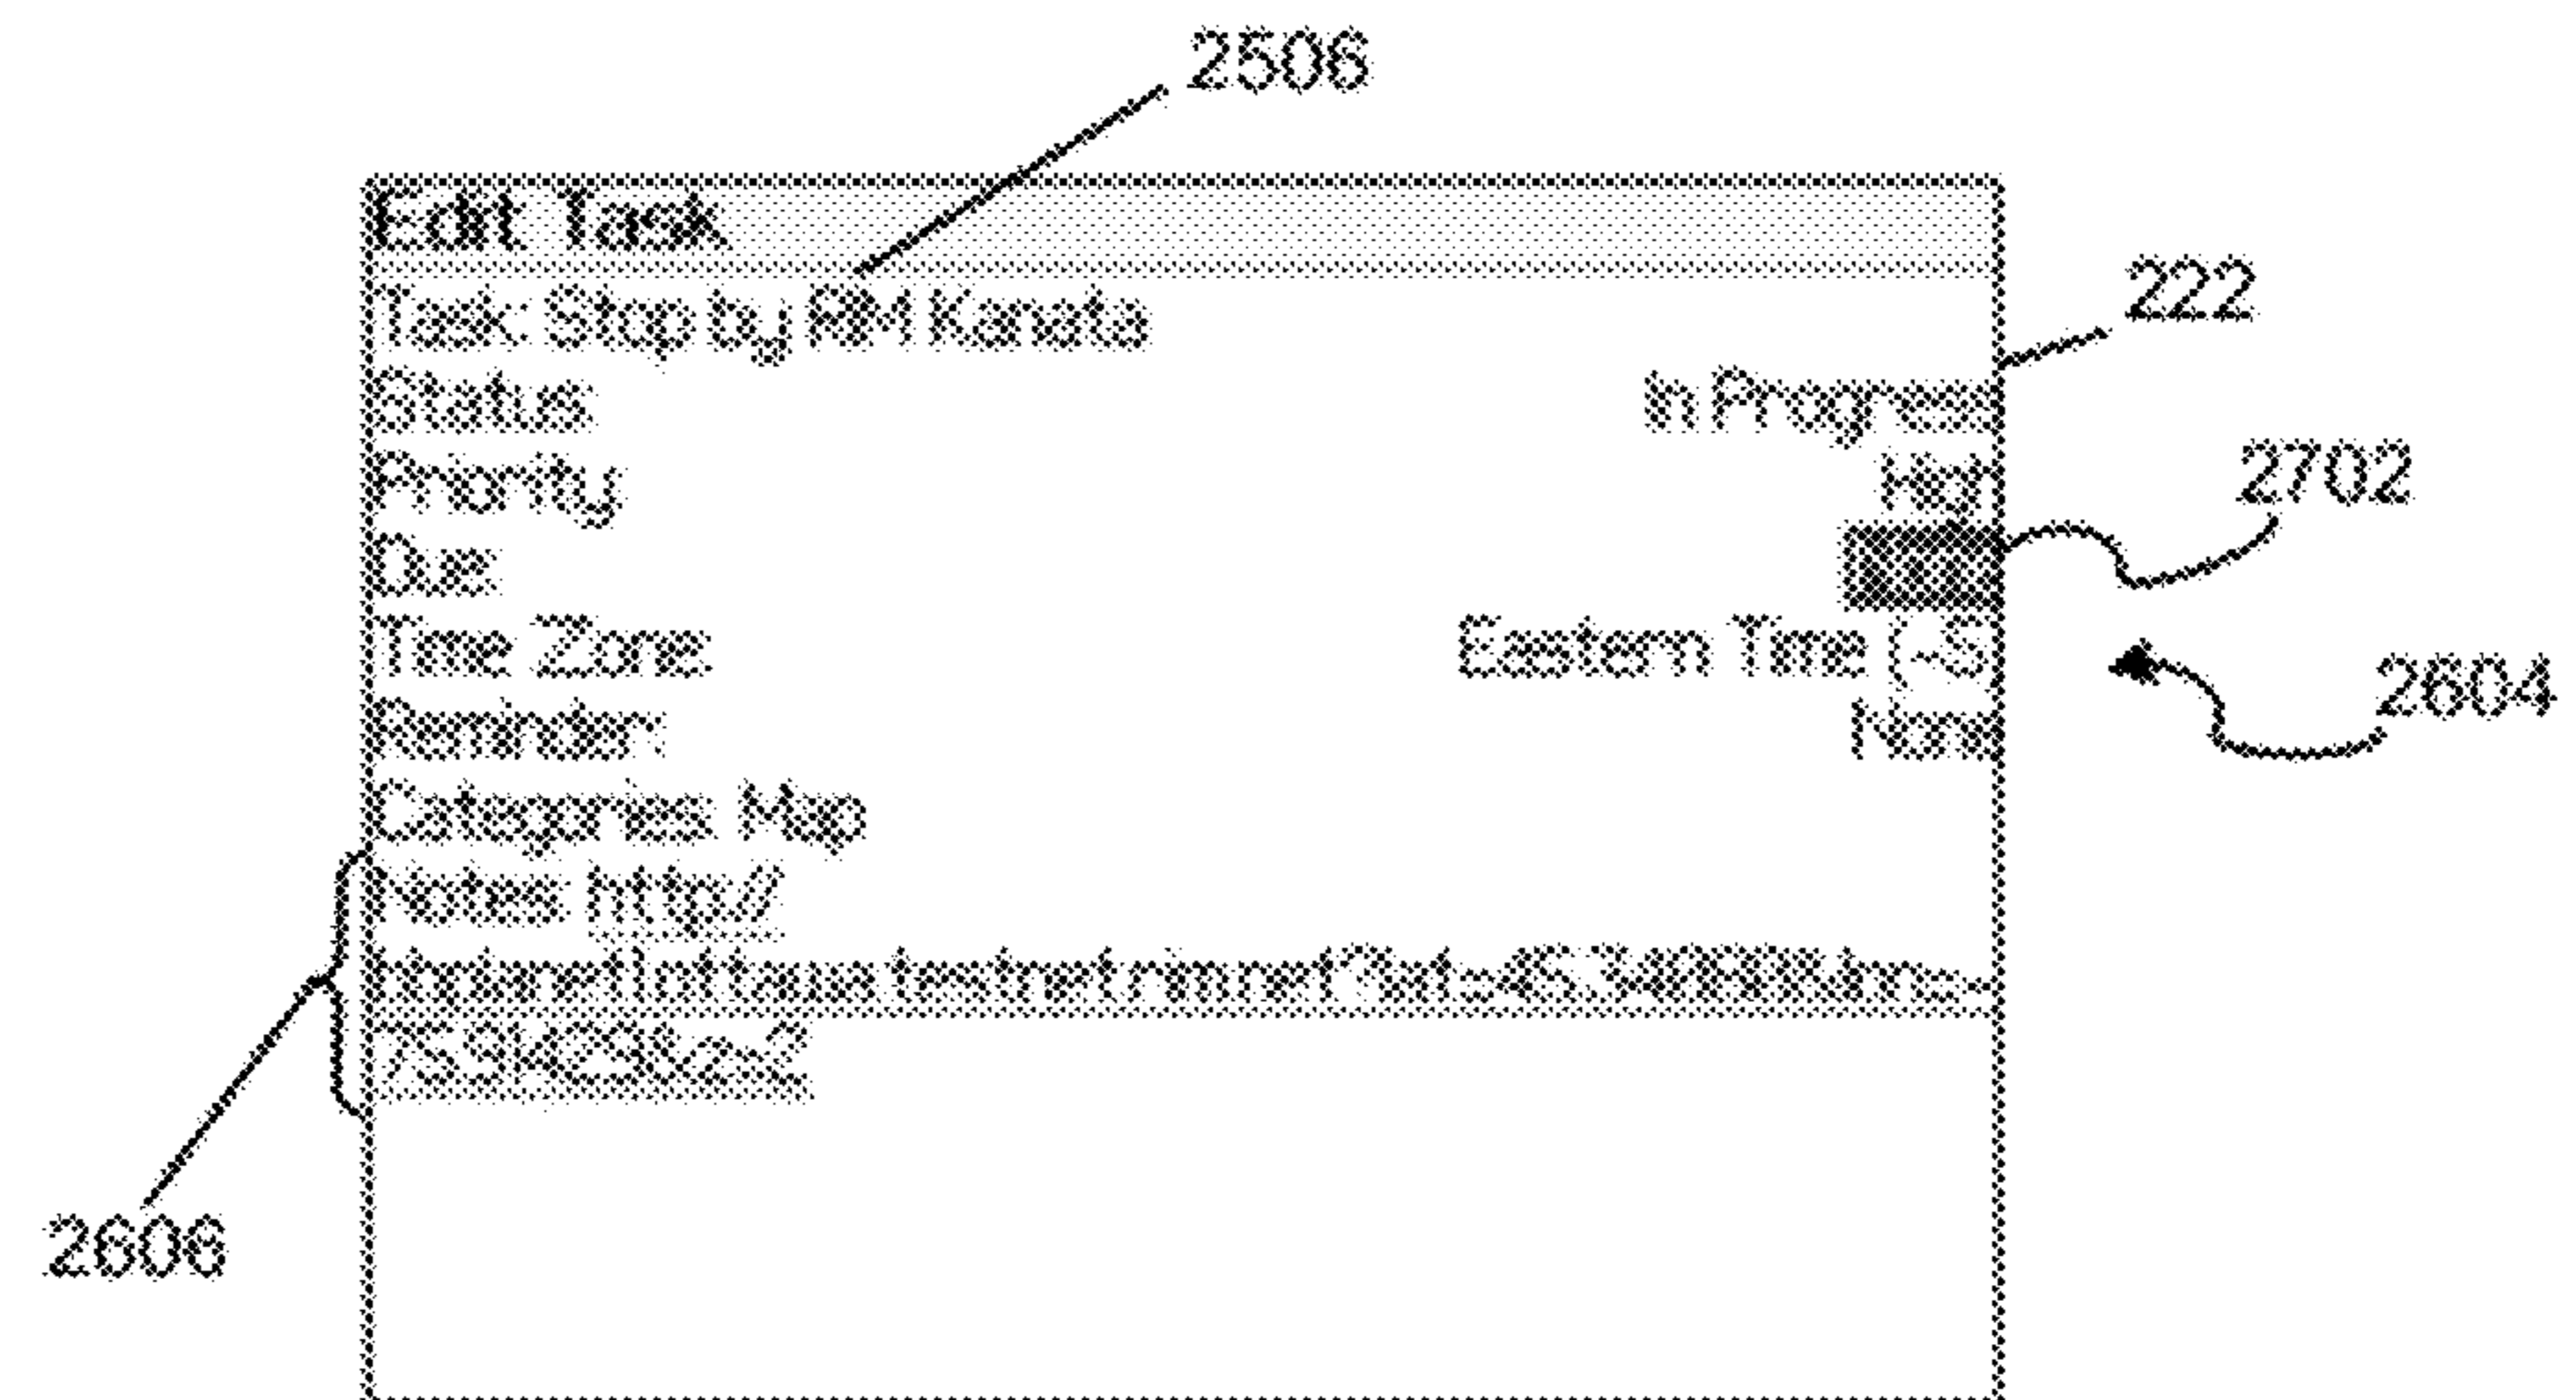 2506
Edit Task
222
Task: Stop by RIM Kanata
Status: In Progress
Priority: High
2702
Due:
Time Zone: Eastern Time (-5
2604
Reminder: None
Categories: Map
Notes: http://
2606